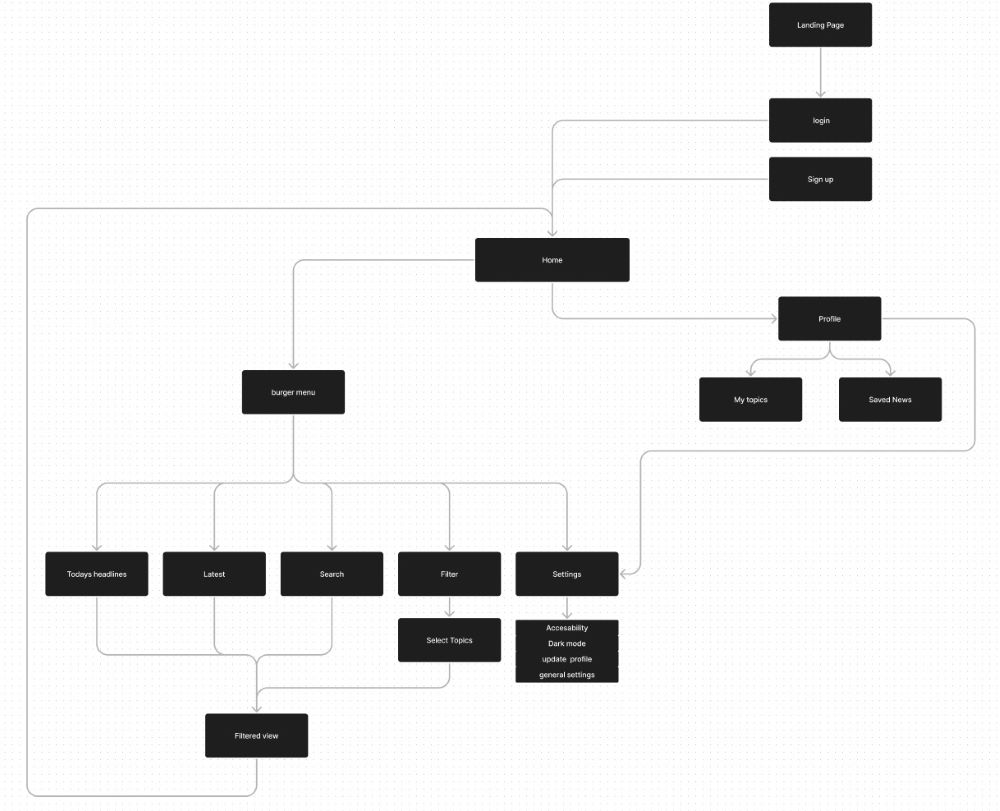 Landing Page
login
Sign up
Home
Profile
My topics
Saved News
burger menu
Todays headlines
Latest
Search
Filter
Settings
Select Topics
Accesability
Dark mode
update profile
general settings
Filtered view